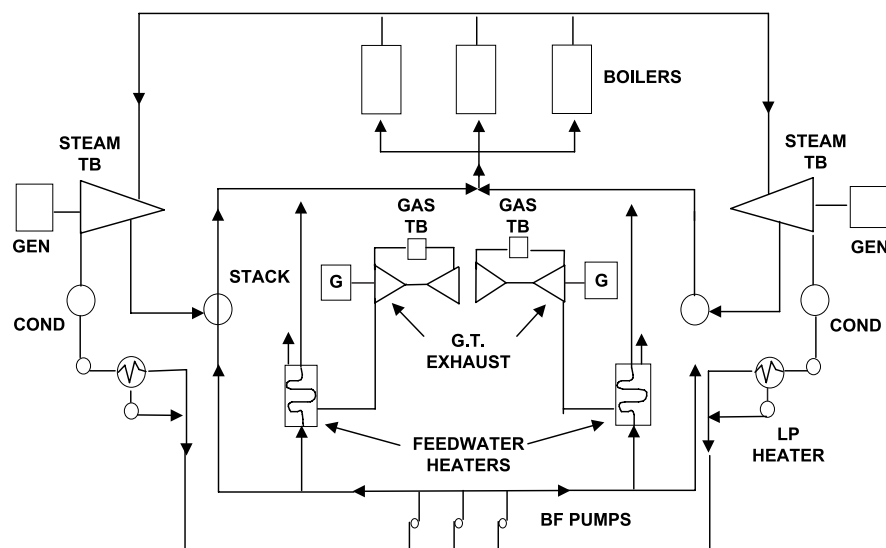 BOILERS
STEAM
TB
STEAM
TB
GAS
TB
GAS
TB
GEN
GEN
STACK
G
G
COND
COND
G.T.
EXHAUST
FEEDWATER
HEATERS
LP
HEATER
BF PUMPS